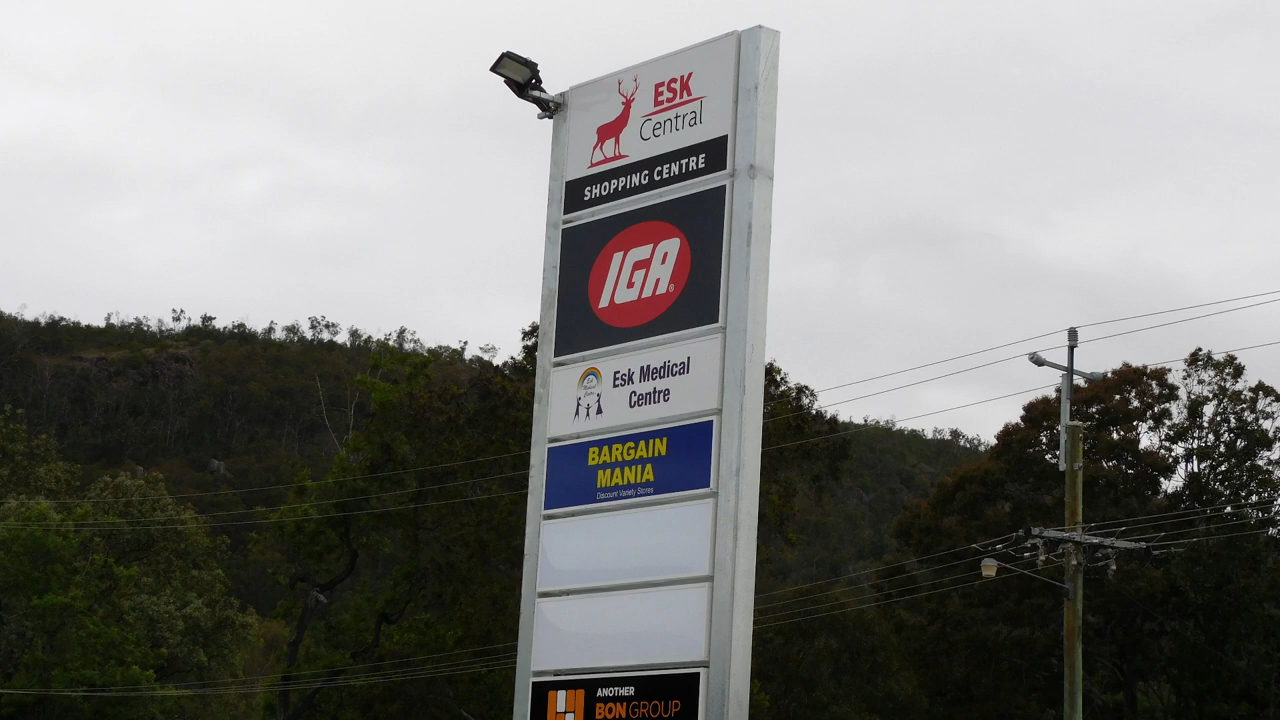 ESK
Central
SHOPPING CENTRE
IGA
Esk Medical
Centre
BARGAIN
MANIA
Discount Variety Stores
ANOTHER
BON GROUP